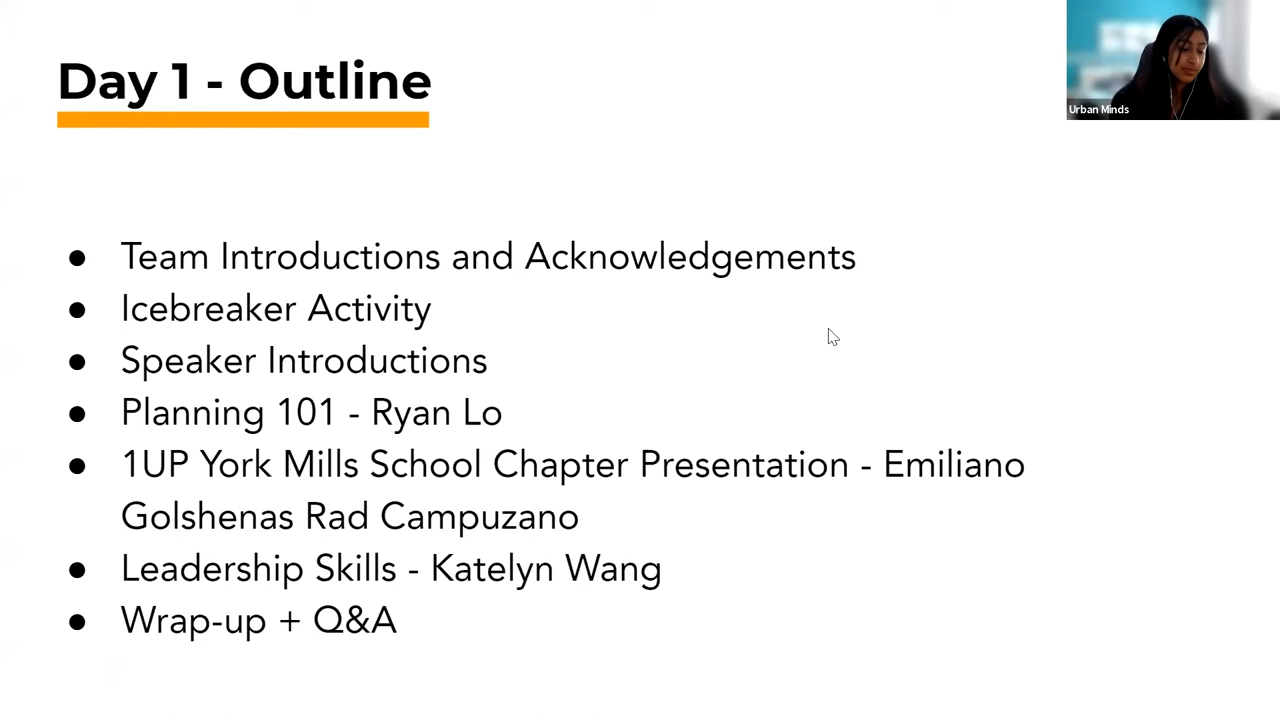 Day 1 - Outline
Urban Minds
● Team Introductions and Acknowledgements
● Icebreaker Activity
● Speaker Introductions
● Planning 101 - Ryan Lo
● 1UP York Mills School Chapter Presentation - Emiliano
Golshenas Rad Campuzano
● Leadership Skills - Katelyn Wang
● Wrap-up + Q&A